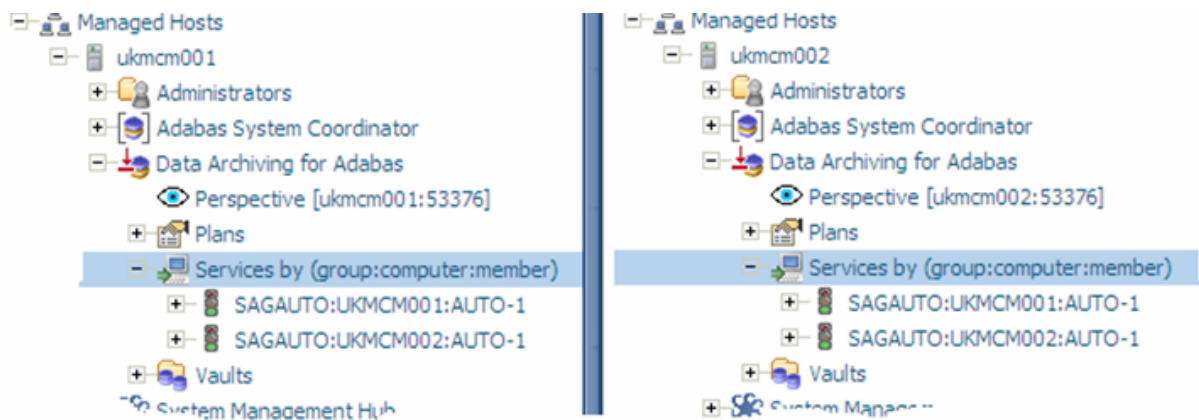 Managed Hosts
ukmcm001
Administrators
Adabas System Coordinator
Data Archiving for Adabas
Perspective [ukmcm001:53376]
Plans
Services by (group:computer:member)
SAGAUTO:UKMCM001:AUTO-1
SAGAUTO:UKMCM002:AUTO-1
Vaults
System Management Hub
Managed Hosts
ukmcm002
Administrators
Adabas System Coordinator
Data Archiving for Adabas
Perspective [ukmcm002:53376]
Plans
Services by (group:computer:member)
SAGAUTO:UKMCM001:AUTO-1
SAGAUTO:UKMCM002:AUTO-1
Vaults
System